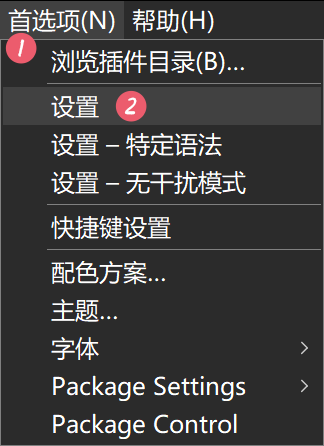 首选项(N) 帮助(H)
1
浏览插件目录(B)...
设置 2
设置 – 特定语法
设置 – 无干扰模式
快捷键设置
配色方案...
主题...
字体
Package Settings
Package Control